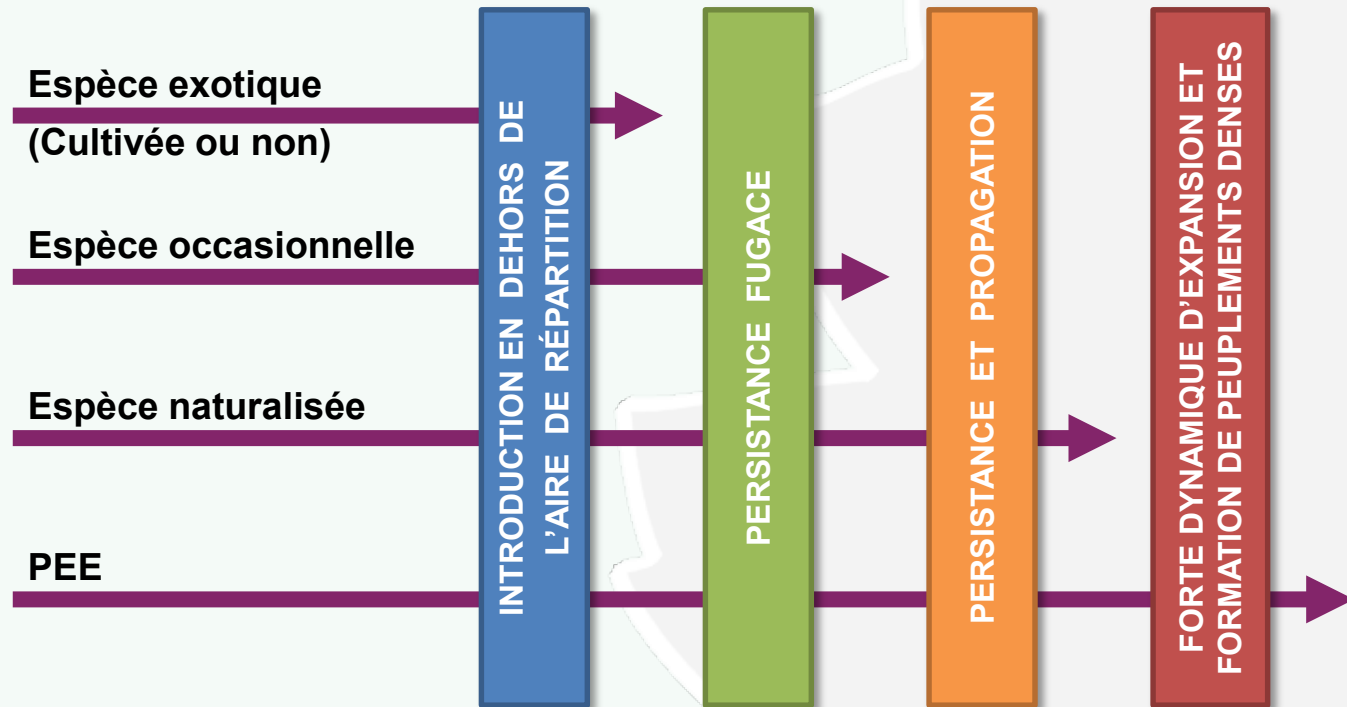 Espèce exotique
(Cultivée ou non)
Espèce occasionnelle
Espèce naturalisée
PEE
INTRODUCTION EN DEHORS DE
L’AIRE DE RÉPARTITION
PERSISTANCE FUGACE
PERSISTANCE ET PROPAGATION
FORTE DYNAMIQUE D’EXPANSION ET
FORMATION DE PEUPLEMENTS DENSES